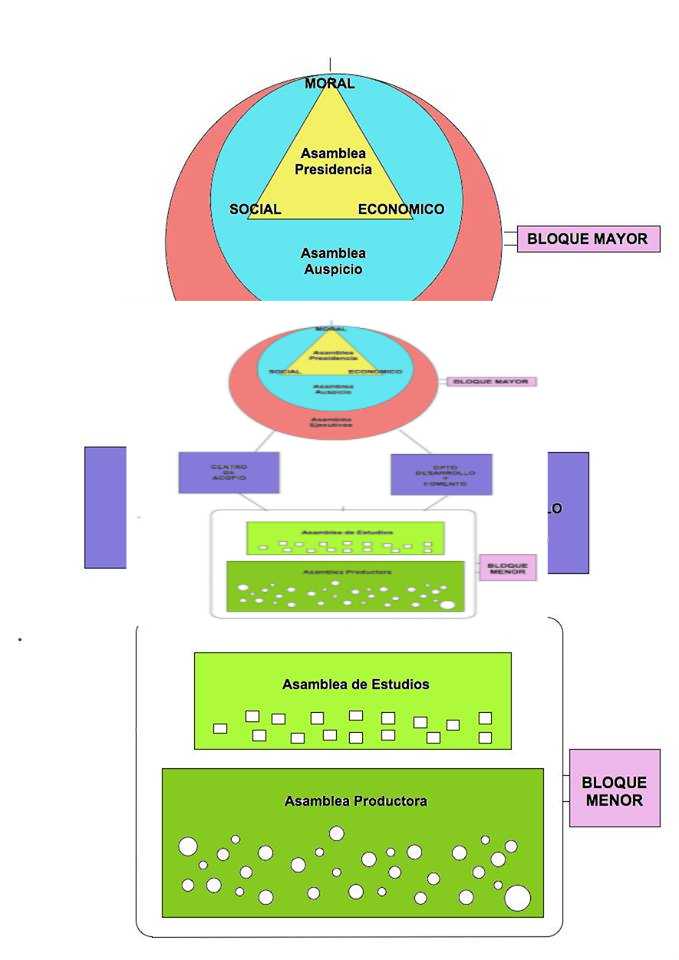 MORAL
Asamblea
Presidencia
SOCIAL
ECONOMICO
BLOQUE MAYOR
Asamblea
Auspicio
MORAL
Asamblea
Presidencia
SOCIAL
ECONOMICO
BLOQUE MAYOR
Asamblea
Auspicio
Asamblea
Ejecutivos
CENTRO
DE
ACOPIO
DPTO
DESARROLLO
Y
FOMENTO
LO
Asamblea de Estudios
Asamblea Productora
BLOQUE
MENOR
Asamblea de Estudios
BLOQUE
MENOR
Asamblea Productora